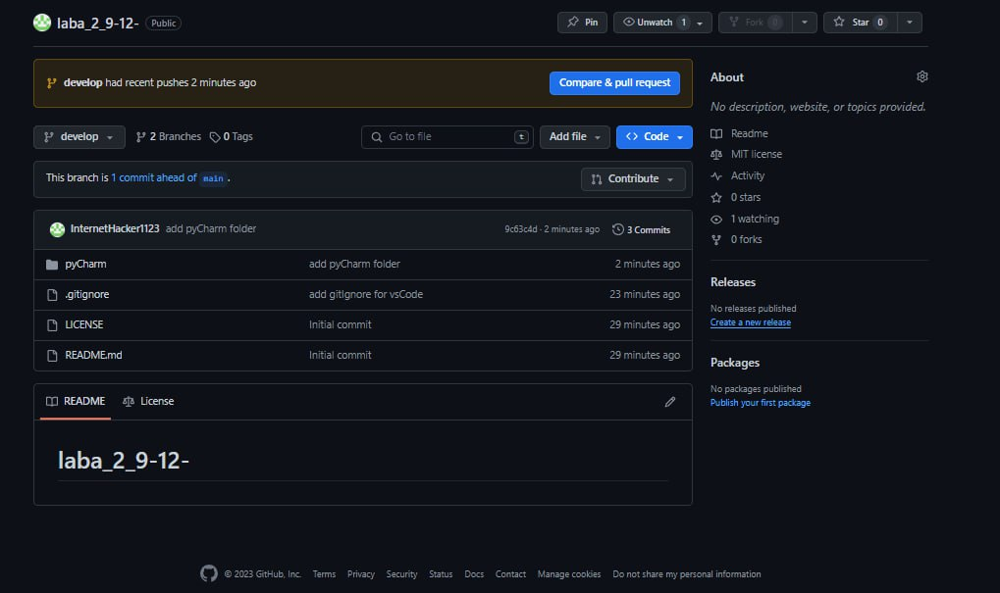 laba_2_9-12- Public Pin Unwatch 1 Fork 0 Star 0
develop had recent pushes 2 minutes ago Compare & pull request
develop 2 Branches 0 Tags Go to file t Add file Code
This branch is 1 commit ahead of main . Contribute
InternetHacker1123 add pyCharm folder 9c63c4d · 2 minutes ago 3 Commits
pyCharm add pyCharm folder 2 minutes ago
.gitignore add gitIgnore for vsCode 23 minutes ago
LICENSE Initial commit 29 minutes ago
README.md Initial commit 29 minutes ago
README License
laba_2_9-12-
About
No description, website, or topics provided.
Readme
MIT license
Activity
0 stars
1 watching
0 forks
Releases
No releases published
Create a new release
Packages
No packages published
Publish your first package
© 2023 GitHub, Inc. Terms Privacy Security Status Docs Contact Manage cookies Do not share my personal information